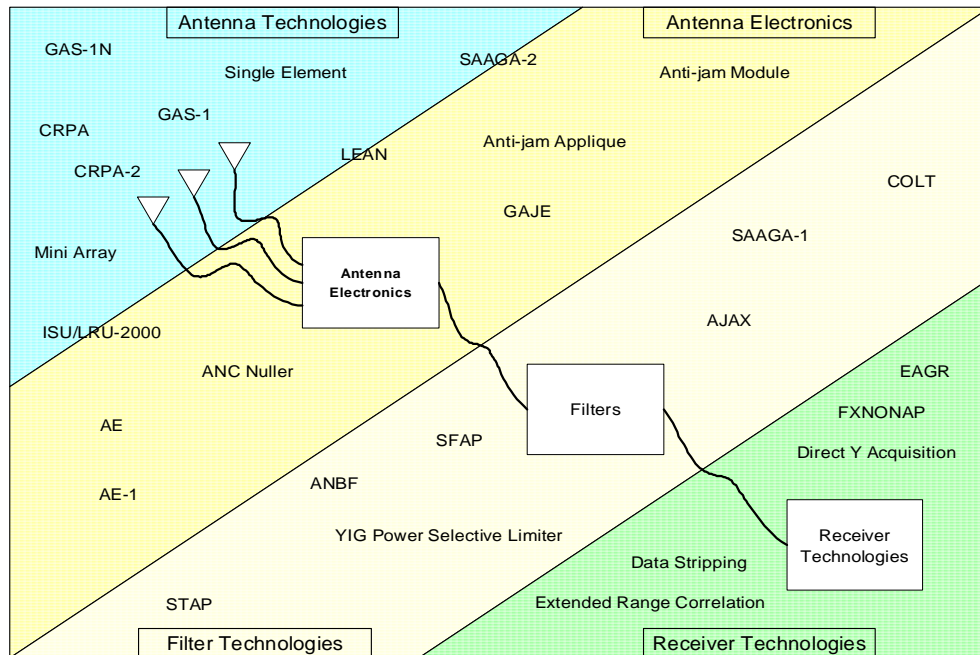 Antenna Technologies
Antenna Electronics
GAS-1N
Single Element
SAAGA-2
Anti-jam Module
GAS-1
CRPA
LEAN
Anti-jam Applique
CRPA-2
COLT
GAJE
SAAGA-1
Mini Array
Antenna
Electronics
ISU/LRU-2000
AJAX
ANC Nuller
EAGR
Filters
FXNONAP
AE
SFAP
Direct Y Acquisition
ANBF
AE-1
YIG Power Selective Limiter
Receiver
Technologies
Data Stripping
STAP
Extended Range Correlation
Filter Technologies
Receiver Technologies